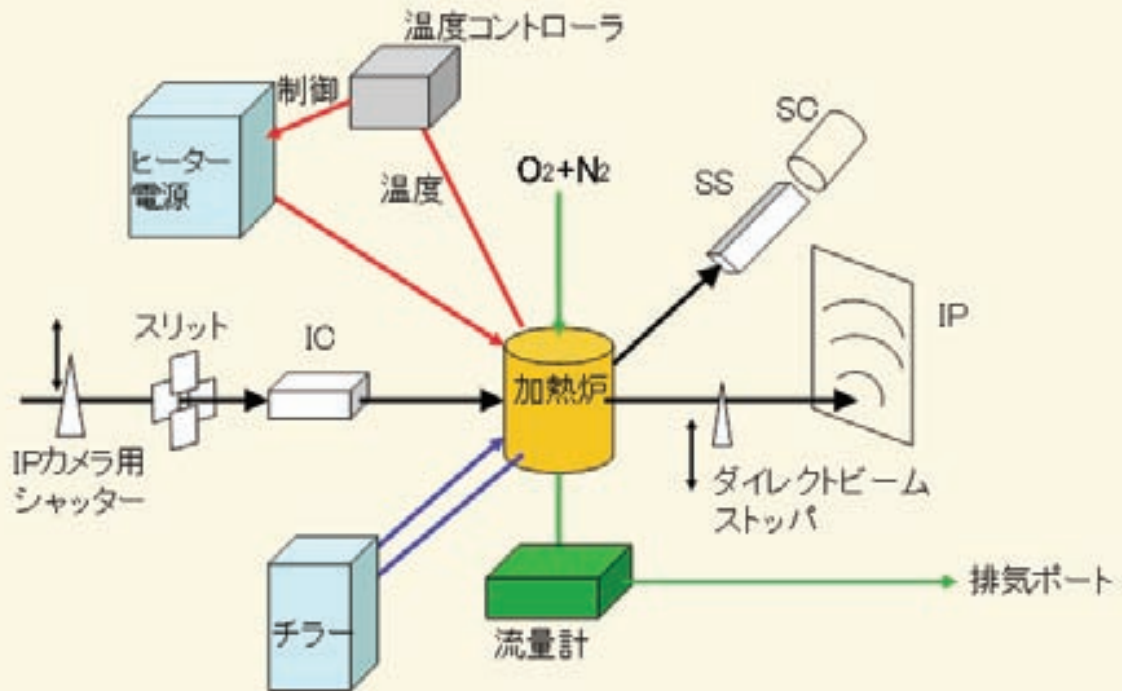 温度コントローラ
制御
ヒーター
電源
温度
O₂+N₂
SC
SS
IP
スリット
IC
加熱炉
IPカメラ用
シャッター
ダイレクトビーム
ストッパ
チラー
流量計
排気ポート